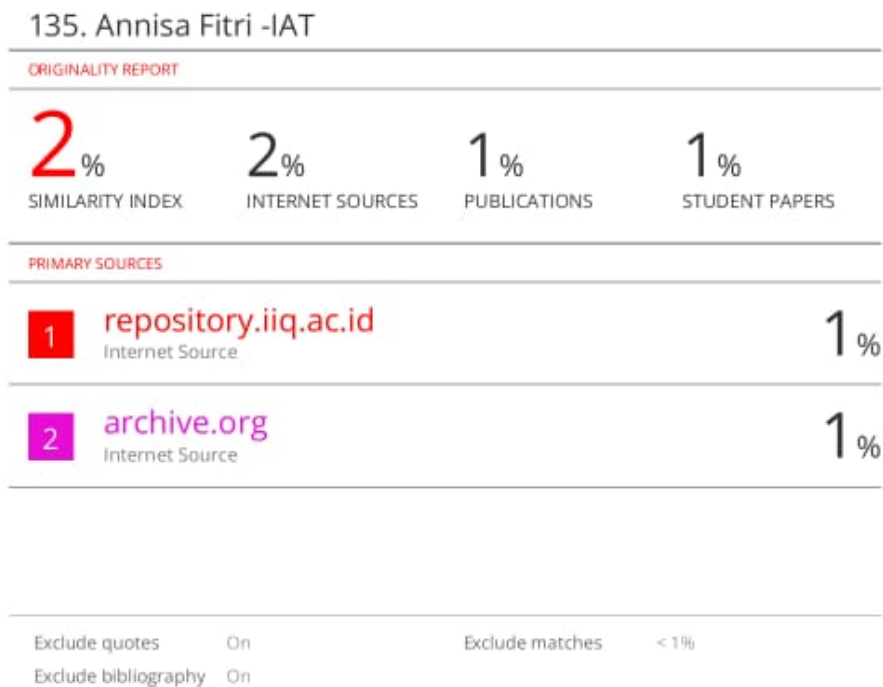 135. Annisa Fitri -IAT
ORIGINALITY REPORT
2% 2% 1% 1%
SIMILARITY INDEX INTERNET SOURCES PUBLICATIONS STUDENT PAPERS
PRIMARY SOURCES
1 repository.iiq.ac.id 1%
Internet Source
2 archive.org 1%
Internet Source
Exclude quotes On Exclude matches < 1%
Exclude bibliography On